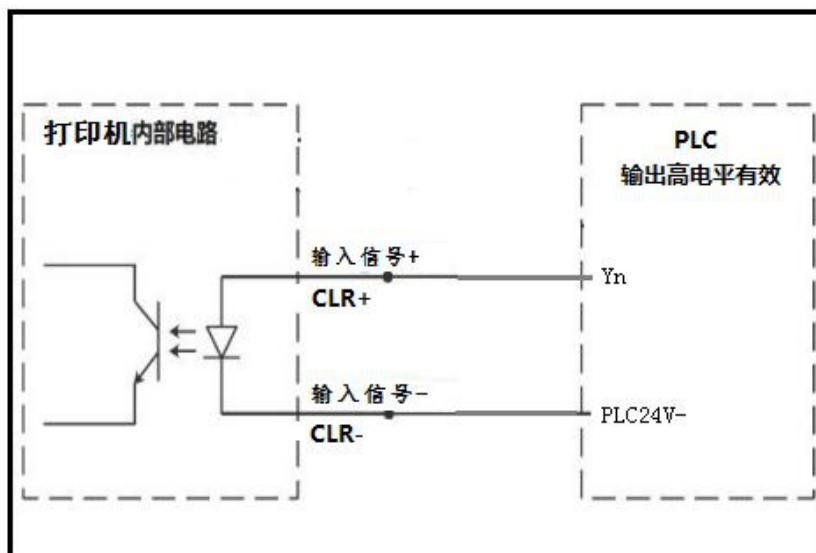 打印机内部电路
PLC
输出高电平有效
输入信号+
CLR+
Yn
输入信号-
CLR-
PLC24V-